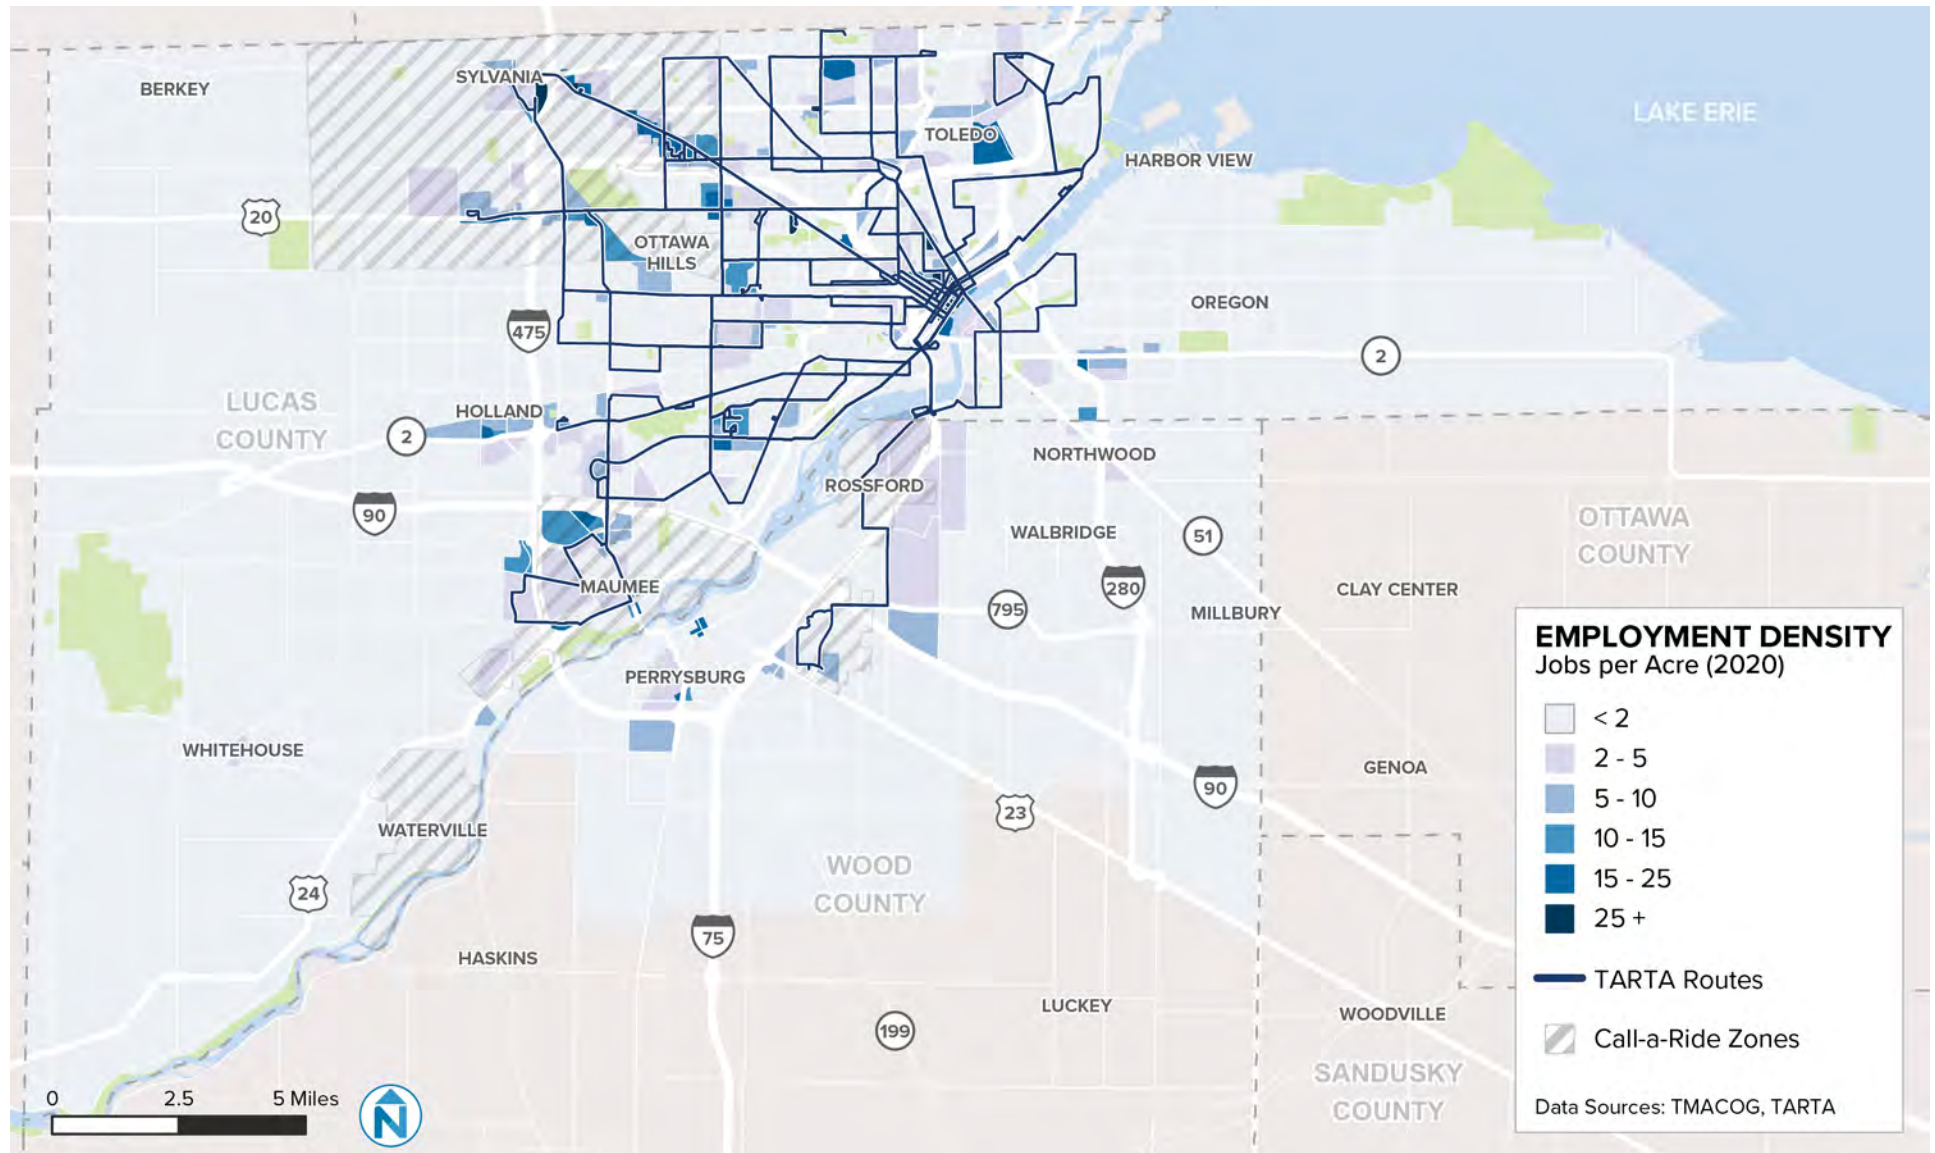 BERKEY
SYLVANIA
TOLEDO
LAKE ERIE
HARBOR VIEW
20
OTTAWA
HILLS
OREGON
475
2
LUCAS
COUNTY
HOLLAND
2
NORTHWOOD
ROSSFORD
90
WALBRIDGE
51
OTTAWA
COUNTY
MAUMEE
280
CLAY CENTER
795
MILLBURY
PERRYSBURG
WHITEHOUSE
GENOA
90
23
WATERVILLE
WOOD
COUNTY
24
75
HASKINS
LUCKEY
WOODVILLE
199
SANDUSKY
COUNTY
0 2.5 5 Miles
N
EMPLOYMENT DENSITY
Jobs per Acre (2020)
< 2
2 - 5
5 - 10
10 - 15
15 - 25
25 +
TARTA Routes
Call-a-Ride Zones
Data Sources: TMACOG, TARTA